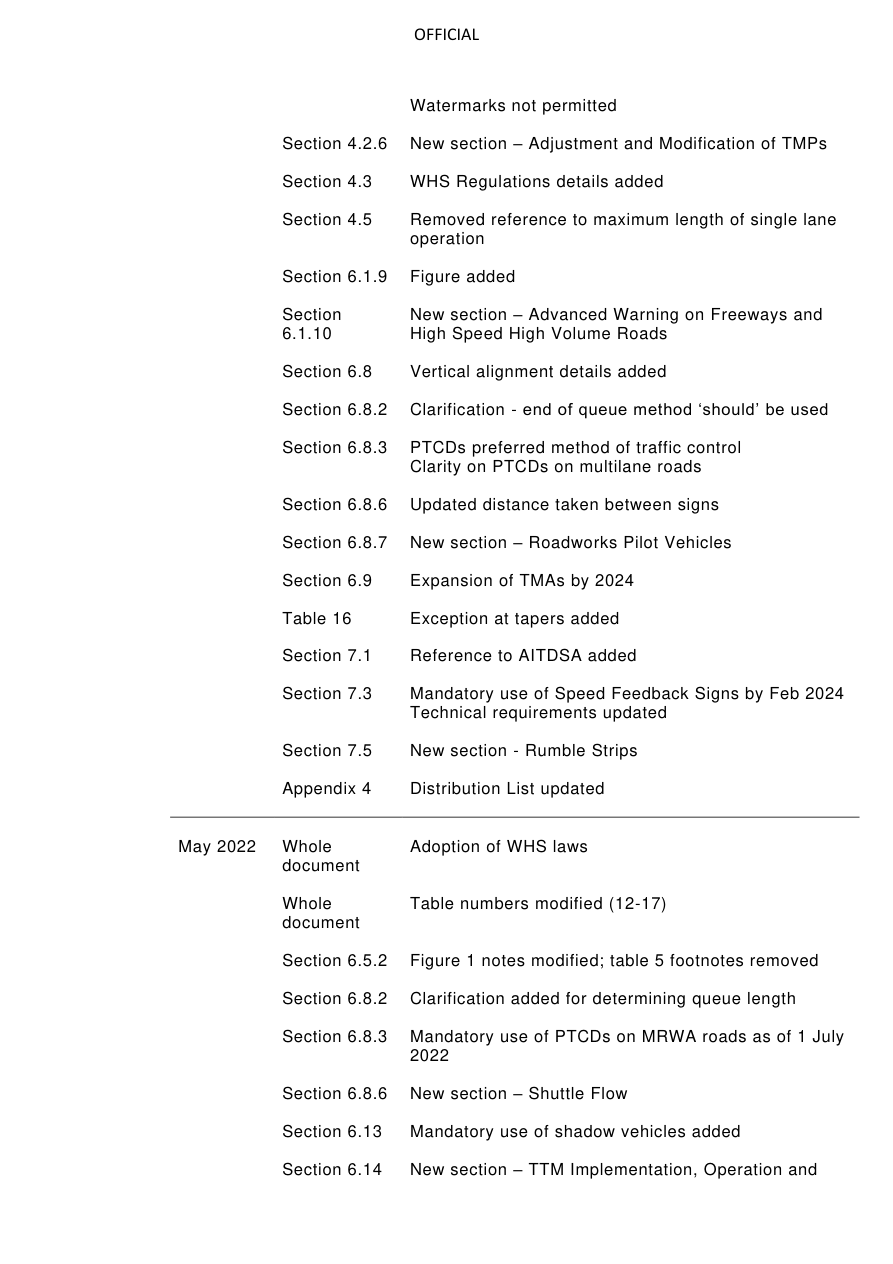 OFFICIAL
Watermarks not permitted
Section 4.2.6 New section – Adjustment and Modification of TMPs
Section 4.3 WHS Regulations details added
Section 4.5 Removed reference to maximum length of single lane
operation
Section 6.1.9 Figure added
Section New section – Advanced Warning on Freeways and
6.1.10 High Speed High Volume Roads
Section 6.8 Vertical alignment details added
Section 6.8.2 Clarification - end of queue method ‘should’ be used
Section 6.8.3 PTCDs preferred method of traffic control
Clarity on PTCDs on multilane roads
Section 6.8.6 Updated distance taken between signs
Section 6.8.7 New section – Roadworks Pilot Vehicles
Section 6.9 Expansion of TMAs by 2024
Table 16 Exception at tapers added
Section 7.1 Reference to AITDSA added
Section 7.3 Mandatory use of Speed Feedback Signs by Feb 2024
Technical requirements updated
Section 7.5 New section - Rumble Strips
Appendix 4 Distribution List updated
May 2022 Whole Adoption of WHS laws
document
Whole Table numbers modified (12-17)
document
Section 6.5.2 Figure 1 notes modified; table 5 footnotes removed
Section 6.8.2 Clarification added for determining queue length
Section 6.8.3 Mandatory use of PTCDs on MRWA roads as of 1 July
2022
Section 6.8.6 New section – Shuttle Flow
Section 6.13 Mandatory use of shadow vehicles added
Section 6.14 New section – TTM Implementation, Operation and